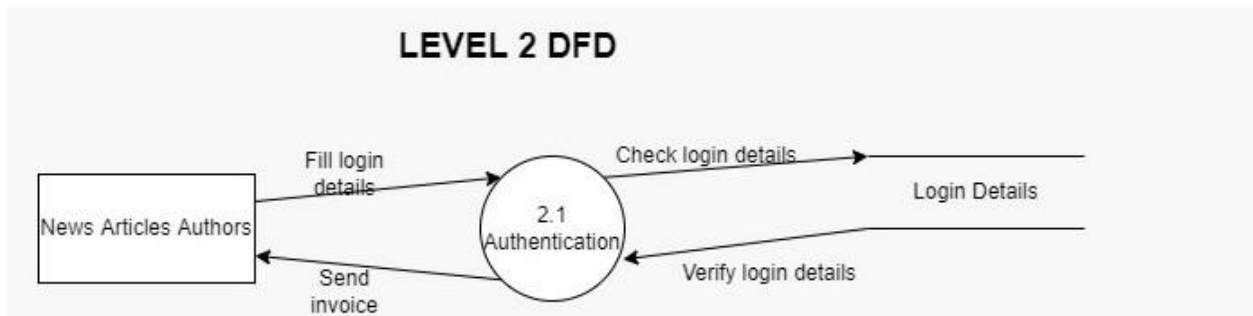 LEVEL 2 DFD
Fill login
details
Check login details
News Articles Authors
2.1
Authentication
Login Details
Send
invoice
Verify login details